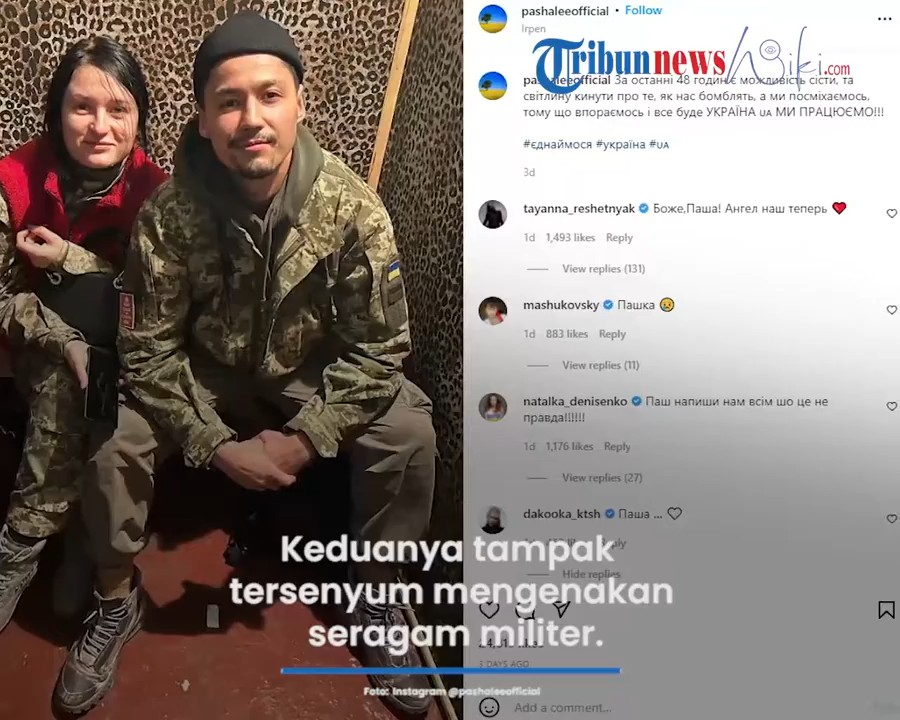 pashaleeofficial • Follow
Irpen
Tribunnews Wiki.com
pashaleeofficial За останні 48 годин є можливість сісти, та
світлину кинути про те, як нас бомблять, а ми посміхаємось,
тому що впораємось і все буде УКРАЇНА UA МИ ПРАЦЮЄМО!!!
#єднаймося #україна #UA
3d
tayanna_reshetnyak Боже,Паша! Ангел наш теперь ❤️
1d 1,493 likes Reply
View replies (131)
mashukovsky Пашка 😥
1d 883 likes Reply
View replies (11)
natalka_denisenko Паш напиши нам всім шо це не
правда!!!!!!
1d 1,176 likes Reply
View replies (27)
dakooka_ktsh Паша ... ♡
Hide replies
Keduanya tampak
tersenyum mengenakan
seragam militer.
3 DAYS AGO
Foto: Instagram @pashaleeofficial
Add a comment...